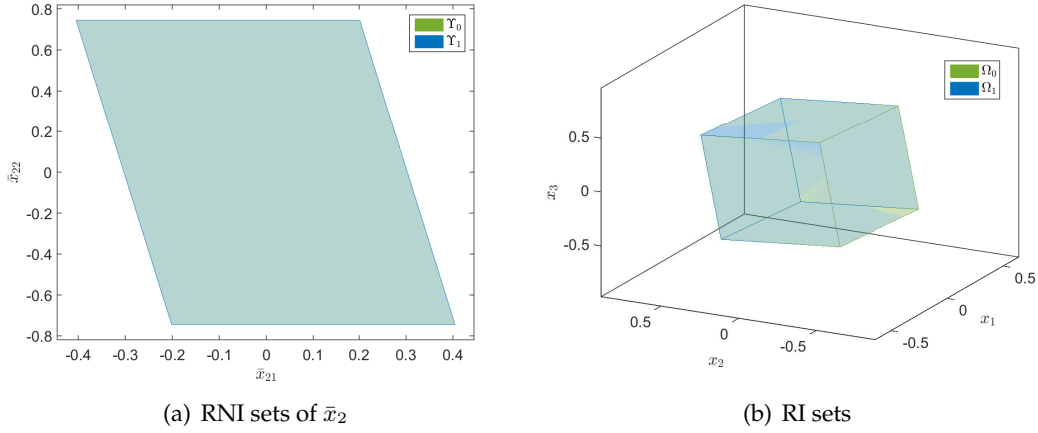 0.8
0.6
0.4
0.2
0
-0.2
-0.4
-0.6
-0.8
-0.4 -0.3 -0.2 -0.1 0 0.1 0.2 0.3 0.4
x̄₂₁
x̄₂₂
ϒ₀
ϒ₁
(a) RNI sets of x̄₂
Ω₀
Ω₁
0.5
0
-0.5
x₃
0.5 0 -0.5
x₂
-0.5 0 0.5
x₁
(b) RI sets